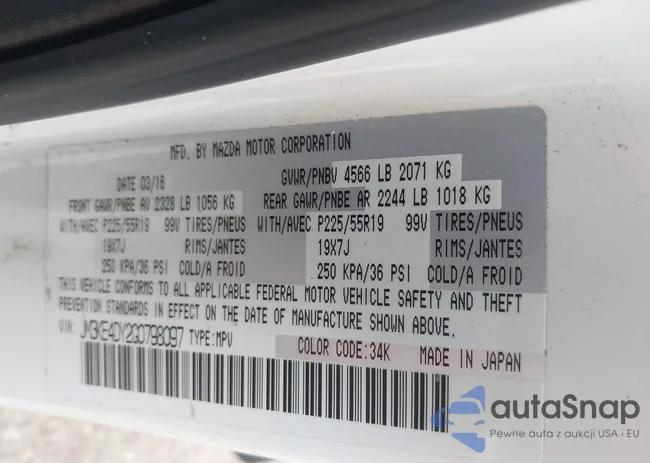 MFD. BY MAZDA MOTOR CORPORATION
DATE 03/16 GVWR/PNBV 4566 LB 2071 KG
FRONT GAWR/PNBE AV 2328 LB 1056 KG REAR GAWR/PNBE AR 2244 LB 1018 KG
WITH/AVEC P225/55R19 99V TIRES/PNEUS WITH/AVEC P225/55R19 99V TIRES/PNEUS
19X7J RIMS/JANTES 19X7J RIMS/JANTES
250 KPA/36 PSI COLD/A FROID 250 KPA/36 PSI COLD/A FROID
THIS VEHICLE CONFORMS TO ALL APPLICABLE FEDERAL MOTOR VEHICLE SAFETY AND THEFT
PREVENTION STANDARDS IN EFFECT ON THE DATE OF MANUFACTURE SHOWN ABOVE.
VIN: JM3KE4DY2G0798097 TYPE: MPV
COLOR CODE:34K MADE IN JAPAN
autaSnap
Pewne auta z aukcji USA i EU